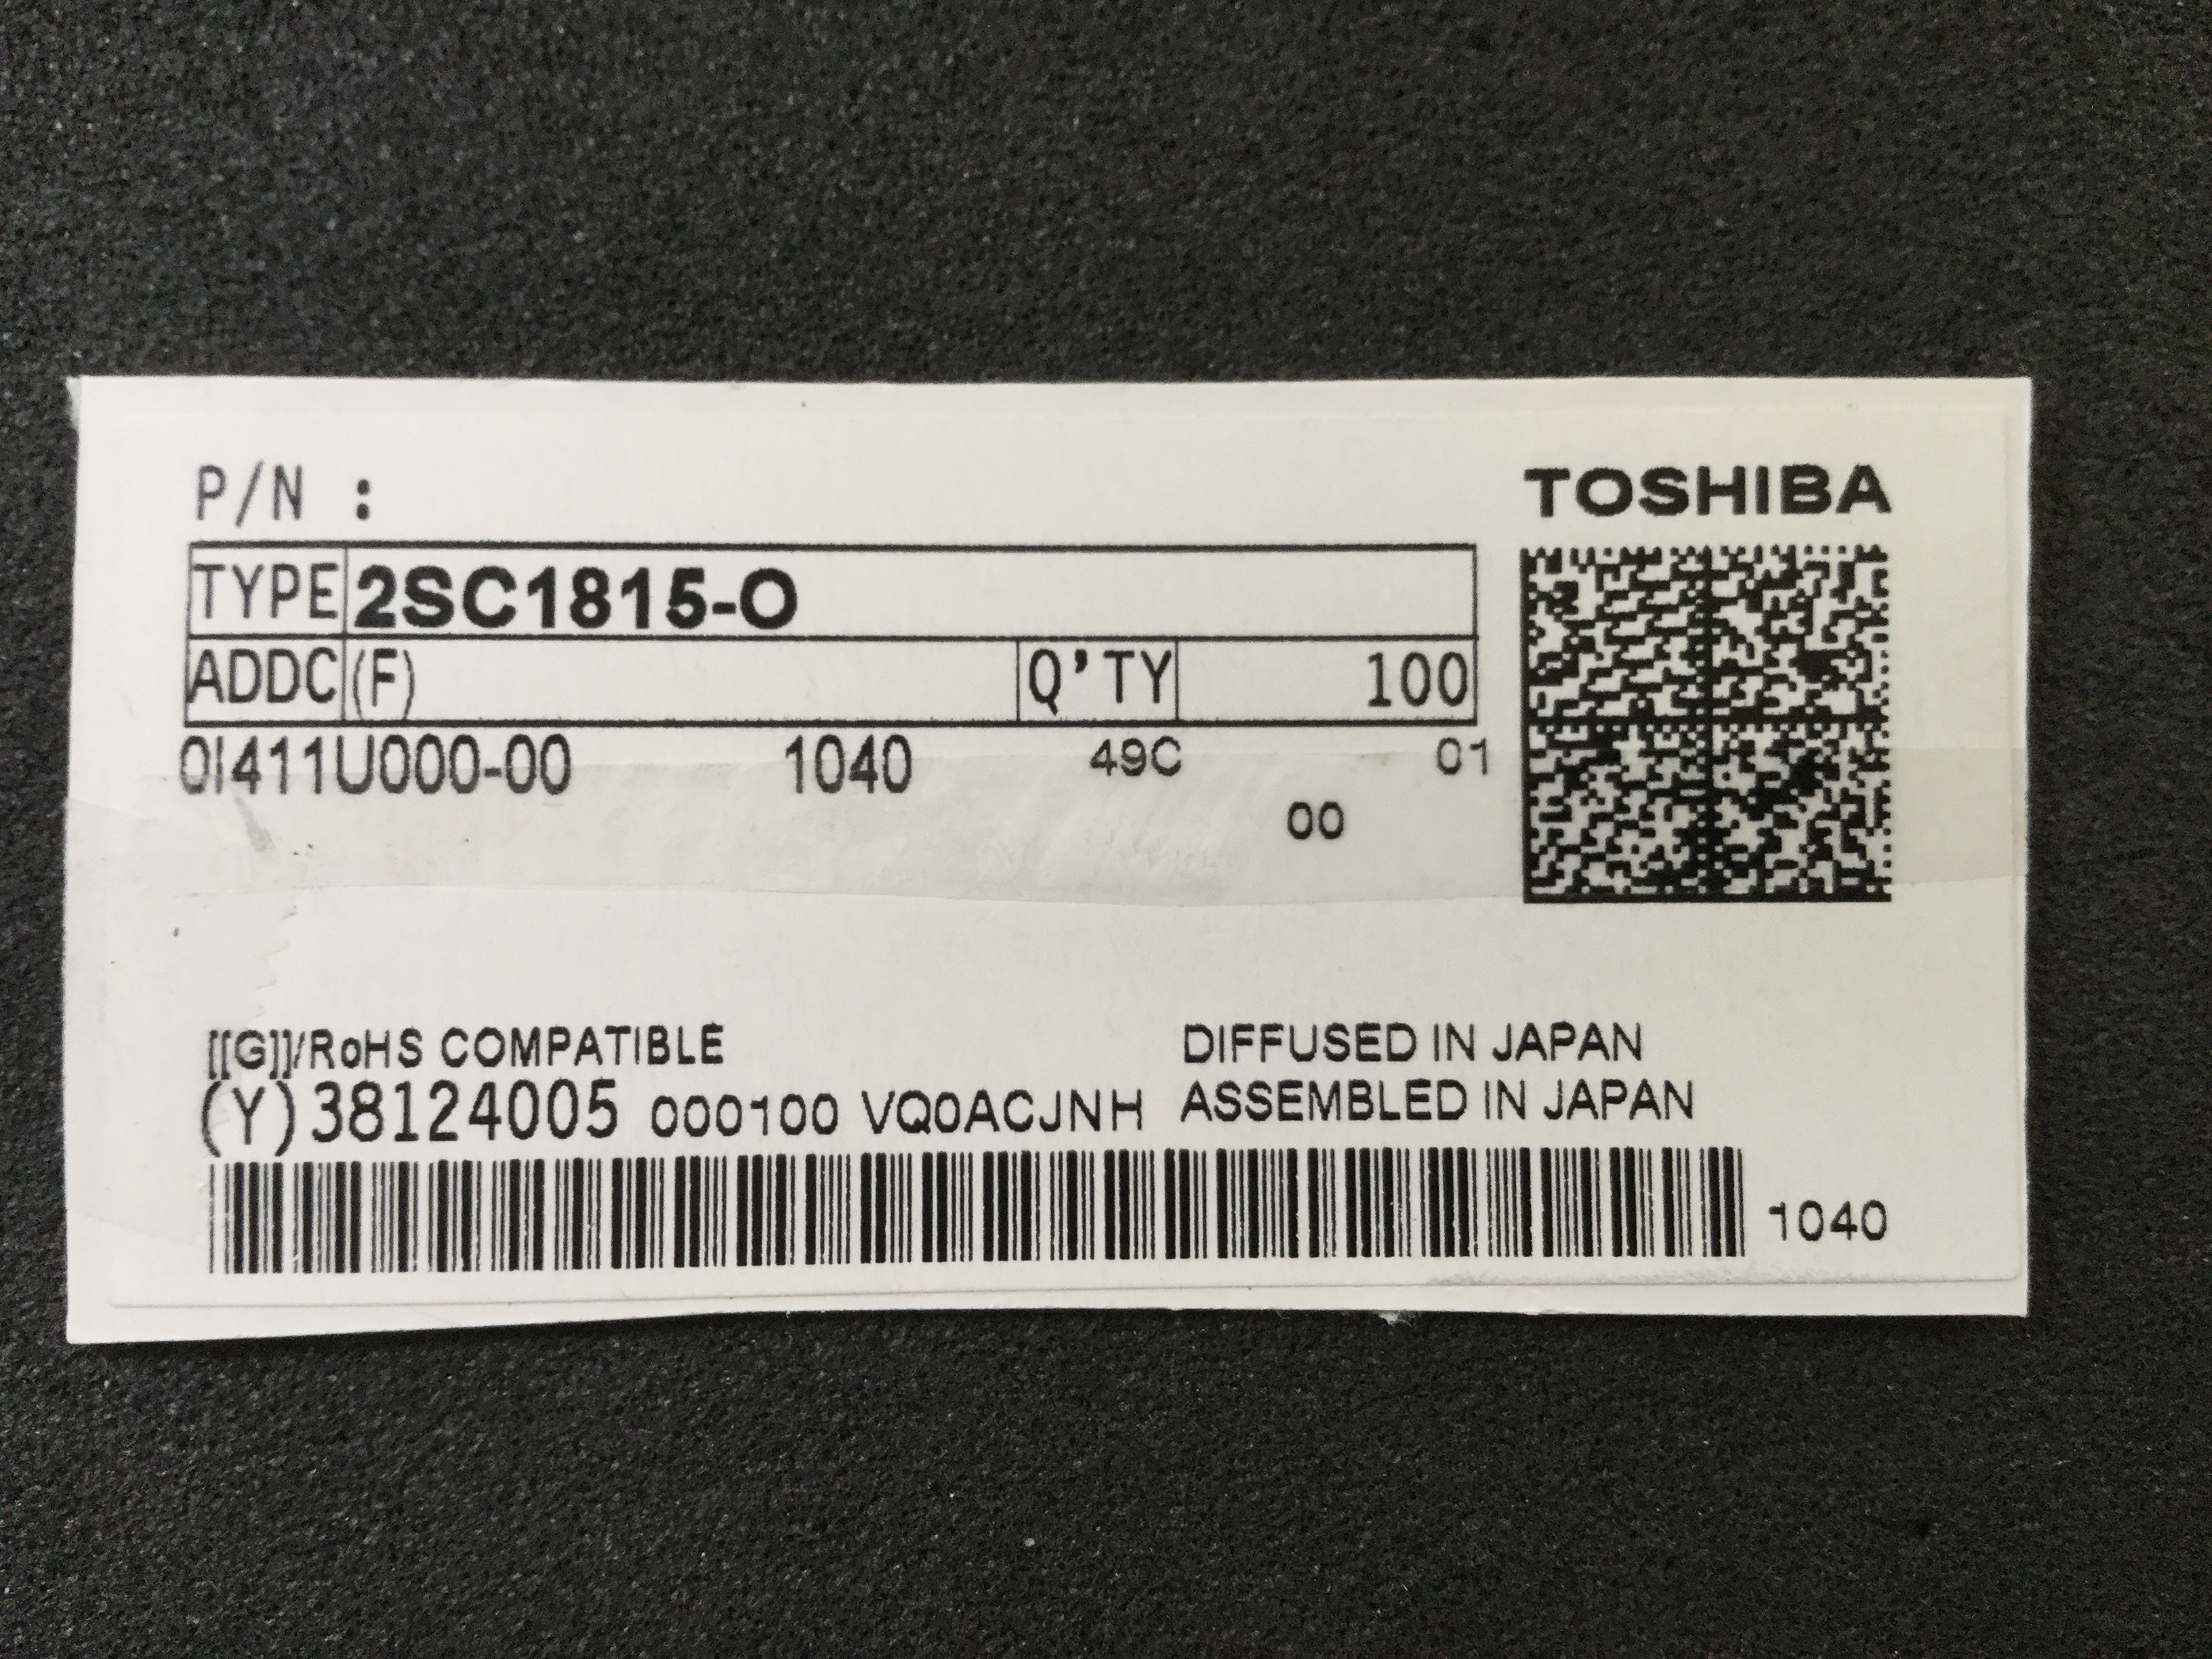 P/N :
TOSHIBA
TYPE 2SC1815-O
ADDC (F) Q'TY 100
0I411U000-00 1040 49C 01
00
[[G]]/RoHS COMPATIBLE DIFFUSED IN JAPAN
(Y)38124005 000100 VQ0ACJNH ASSEMBLED IN JAPAN
1040